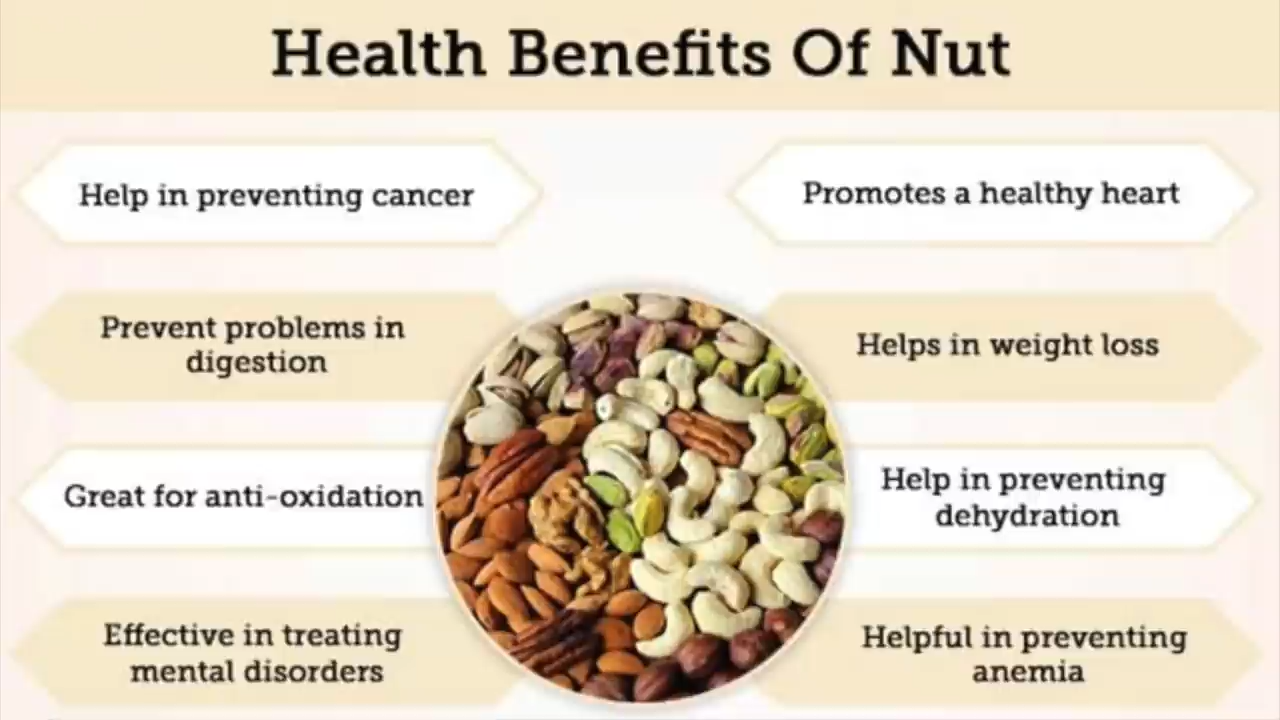 Health Benefits Of Nut
Help in preventing cancer
Promotes a healthy heart
Prevent problems in
digestion
Helps in weight loss
Great for anti-oxidation
Help in preventing
dehydration
Effective in treating
mental disorders
Helpful in preventing
anemia